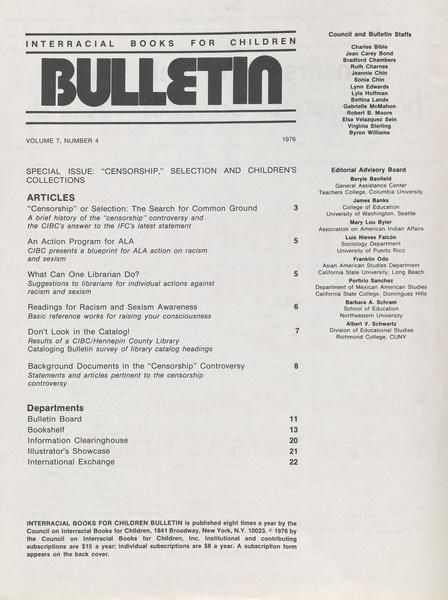 INTERRACIAL BOOKS FOR CHILDREN
BULLETIN
VOLUME 7, NUMBER 4 1976
SPECIAL ISSUE: "CENSORSHIP," SELECTION AND CHILDREN'S
COLLECTIONS
ARTICLES
"Censorship" or Selection: The Search for Common Ground 3
A brief history of the "censorship" controversy and
the CIBC's answer to the IFC's latest statement
An Action Program for ALA 5
CIBC presents a blueprint for ALA action on racism
and sexism
What Can One Librarian Do? 5
Suggestions to librarians for individual actions against
racism and sexism
Readings for Racism and Sexism Awareness 6
Basic reference works for raising your consciousness
Don't Look in the Catalog! 7
Results of a CIBC/Hennepin County Library
Cataloging Bulletin survey of library catalog headings
Background Documents in the "Censorship" Controversy 8
Statements and articles pertinent to the censorship
controversy
Departments
Bulletin Board 11
Bookshelf 13
Information Clearinghouse 20
Illustrator's Showcase 21
International Exchange 22
INTERRACIAL BOOKS FOR CHILDREN BULLETIN is published eight times a year by the
Council on Interracial Books for Children, 1841 Broadway, New York, N.Y. 10023. © 1976 by
the Council on Interracial Books for Children, Inc. Institutional and contributing
subscriptions are $15 a year; individual subscriptions are $8 a year. A subscription form
appears on the back cover.
Council and Bulletin Staffs
Charles Bible
Jean Carey Bond
Bradford Chambers
Ruth Charnes
Jeannie Chin
Sonia Chin
Lynn Edwards
Lyla Hoffman
Bettina Lande
Gabrielle McMahon
Robert B. Moore
Elsa Velazquez Sein
Virginia Sterling
Byron Williams
Editorial Advisory Board
Beryle Banfield
General Assistance Center
Teachers College, Columbia University
James Banks
College of Education
University of Washington, Seattle
Mary Lou Byler
Association on American Indian Affairs
Luis Nieves Falcón
Sociology Department
University of Puerto Rico
Franklin Odo
Asian American Studies Department
California State University, Long Beach
Porfirio Sanchez
Department of Mexican American Studies
California State College, Dominguez Hills
Barbara A. Schram
School of Education
Northeastern University
Albert V. Schwartz
Division of Educational Studies
Richmond College, CUNY